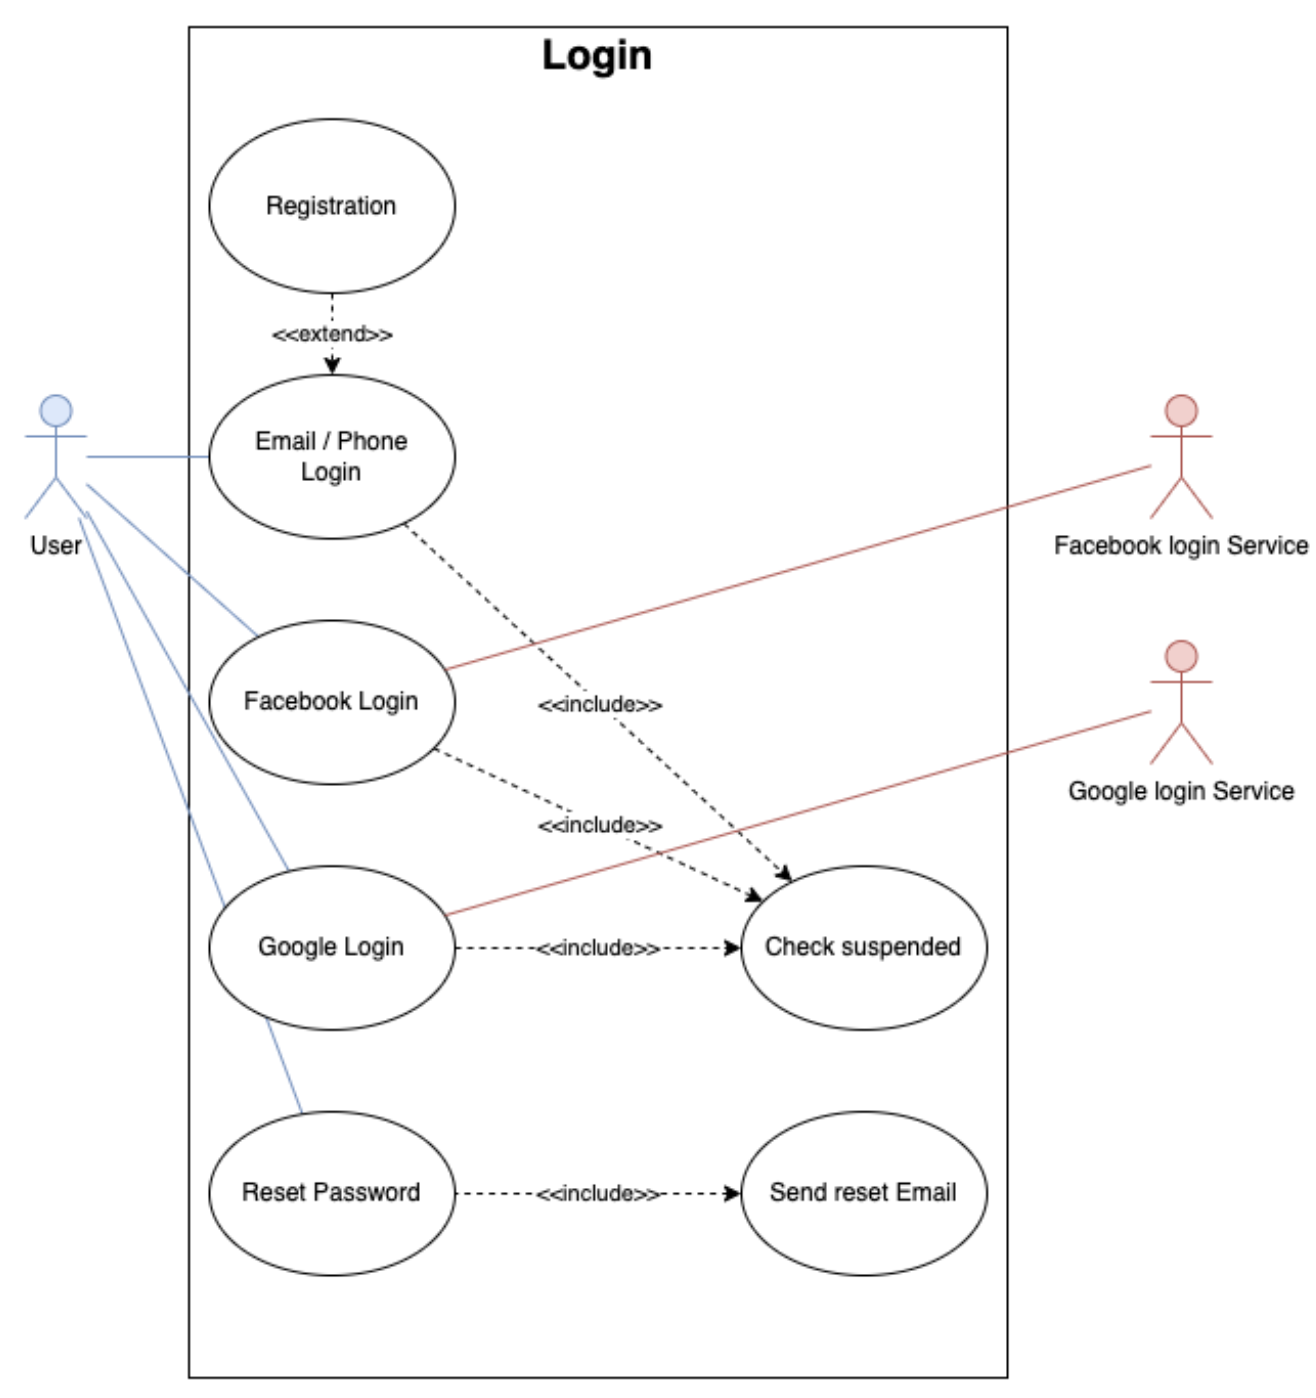 Login
Registration
<<extend>>
Email / Phone
Login
User
Facebook login Service
Facebook Login
<<include>>
Google login Service
<<include>>
Google Login
<<include>>
Check suspended
Reset Password
<<include>>
Send reset Email